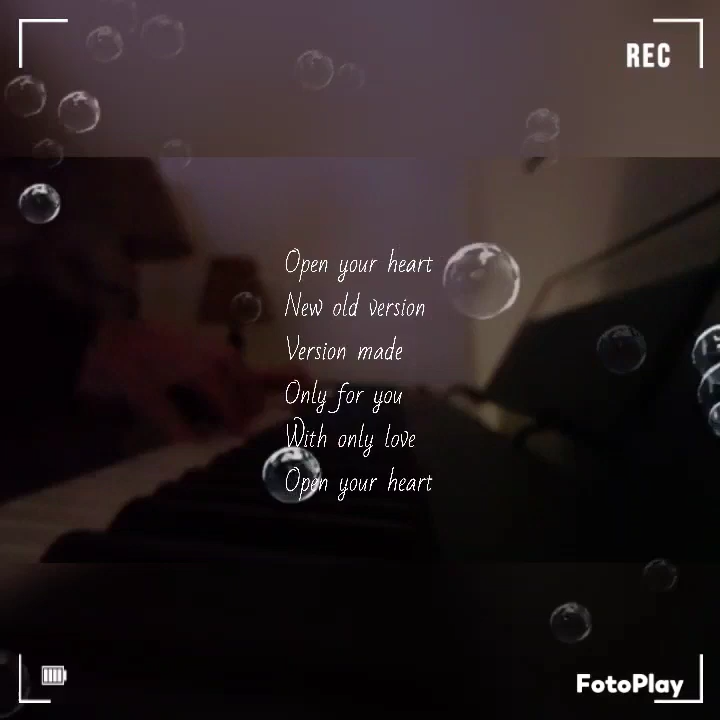 REC
Open your heart
New old version
Version made
Only for you
With only love
Open your heart
FotoPlay